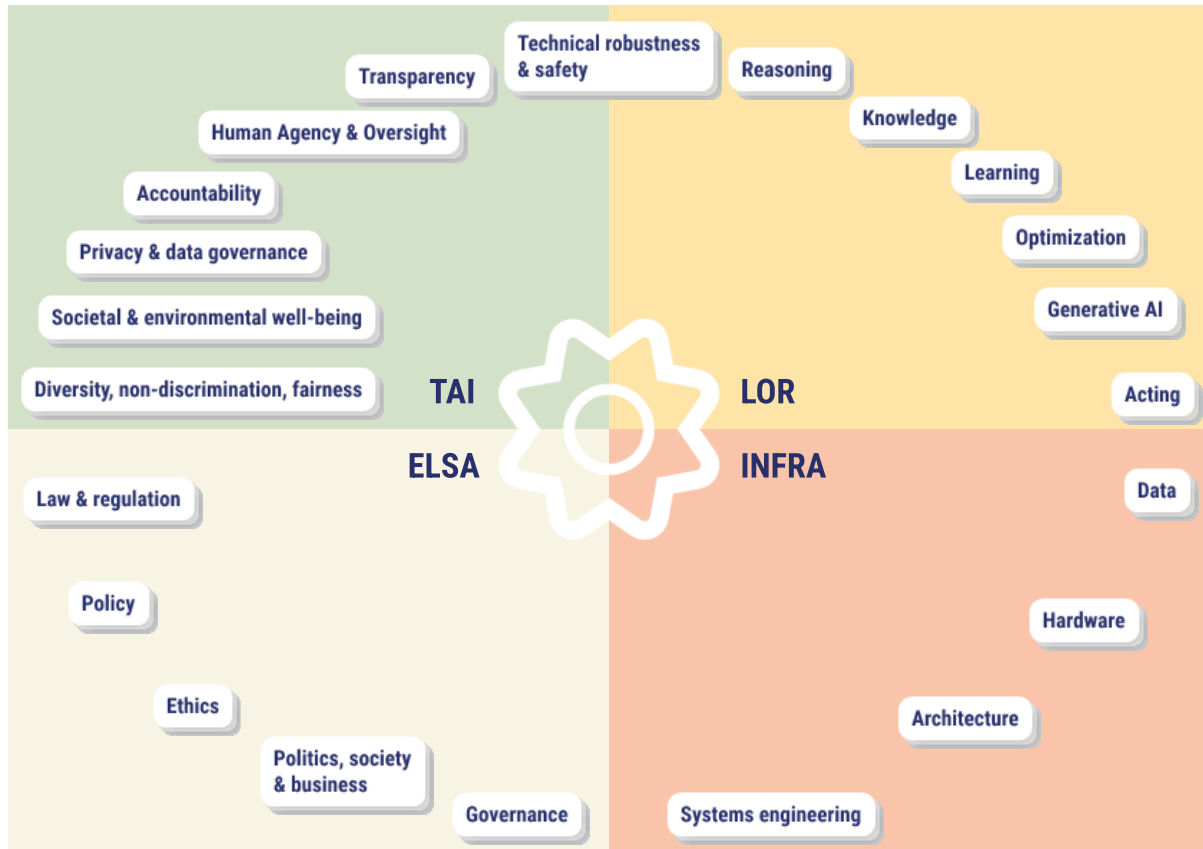 Technical robustness
& safety
Transparency
Human Agency & Oversight
Accountability
Privacy & data governance
Societal & environmental well-being
Diversity, non-discrimination, fairness
TAI
Reasoning
Knowledge
Learning
Optimization
Generative AI
Acting
LOR
ELSA
Law & regulation
Policy
Ethics
Politics, society
& business
Governance
INFRA
Data
Hardware
Architecture
Systems engineering